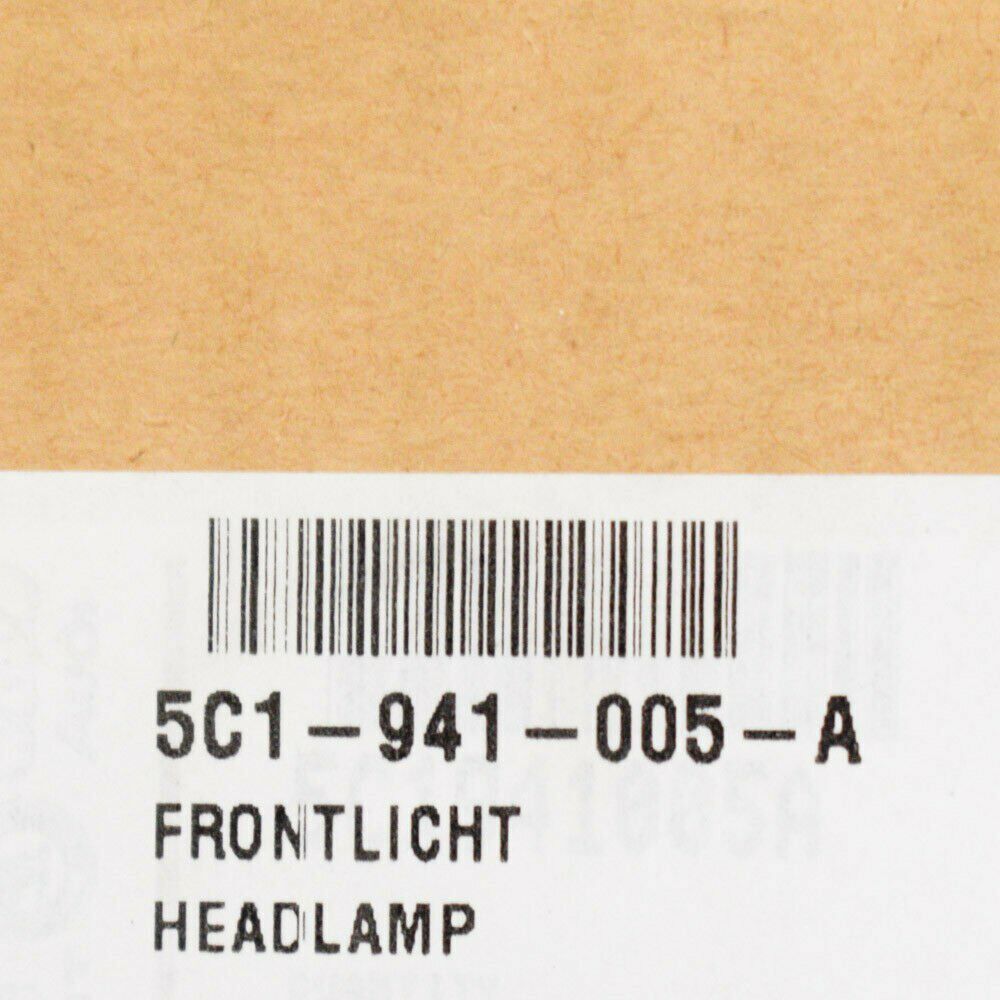 5C1-941-005-A
FRONTLICHT
HEADLAMP